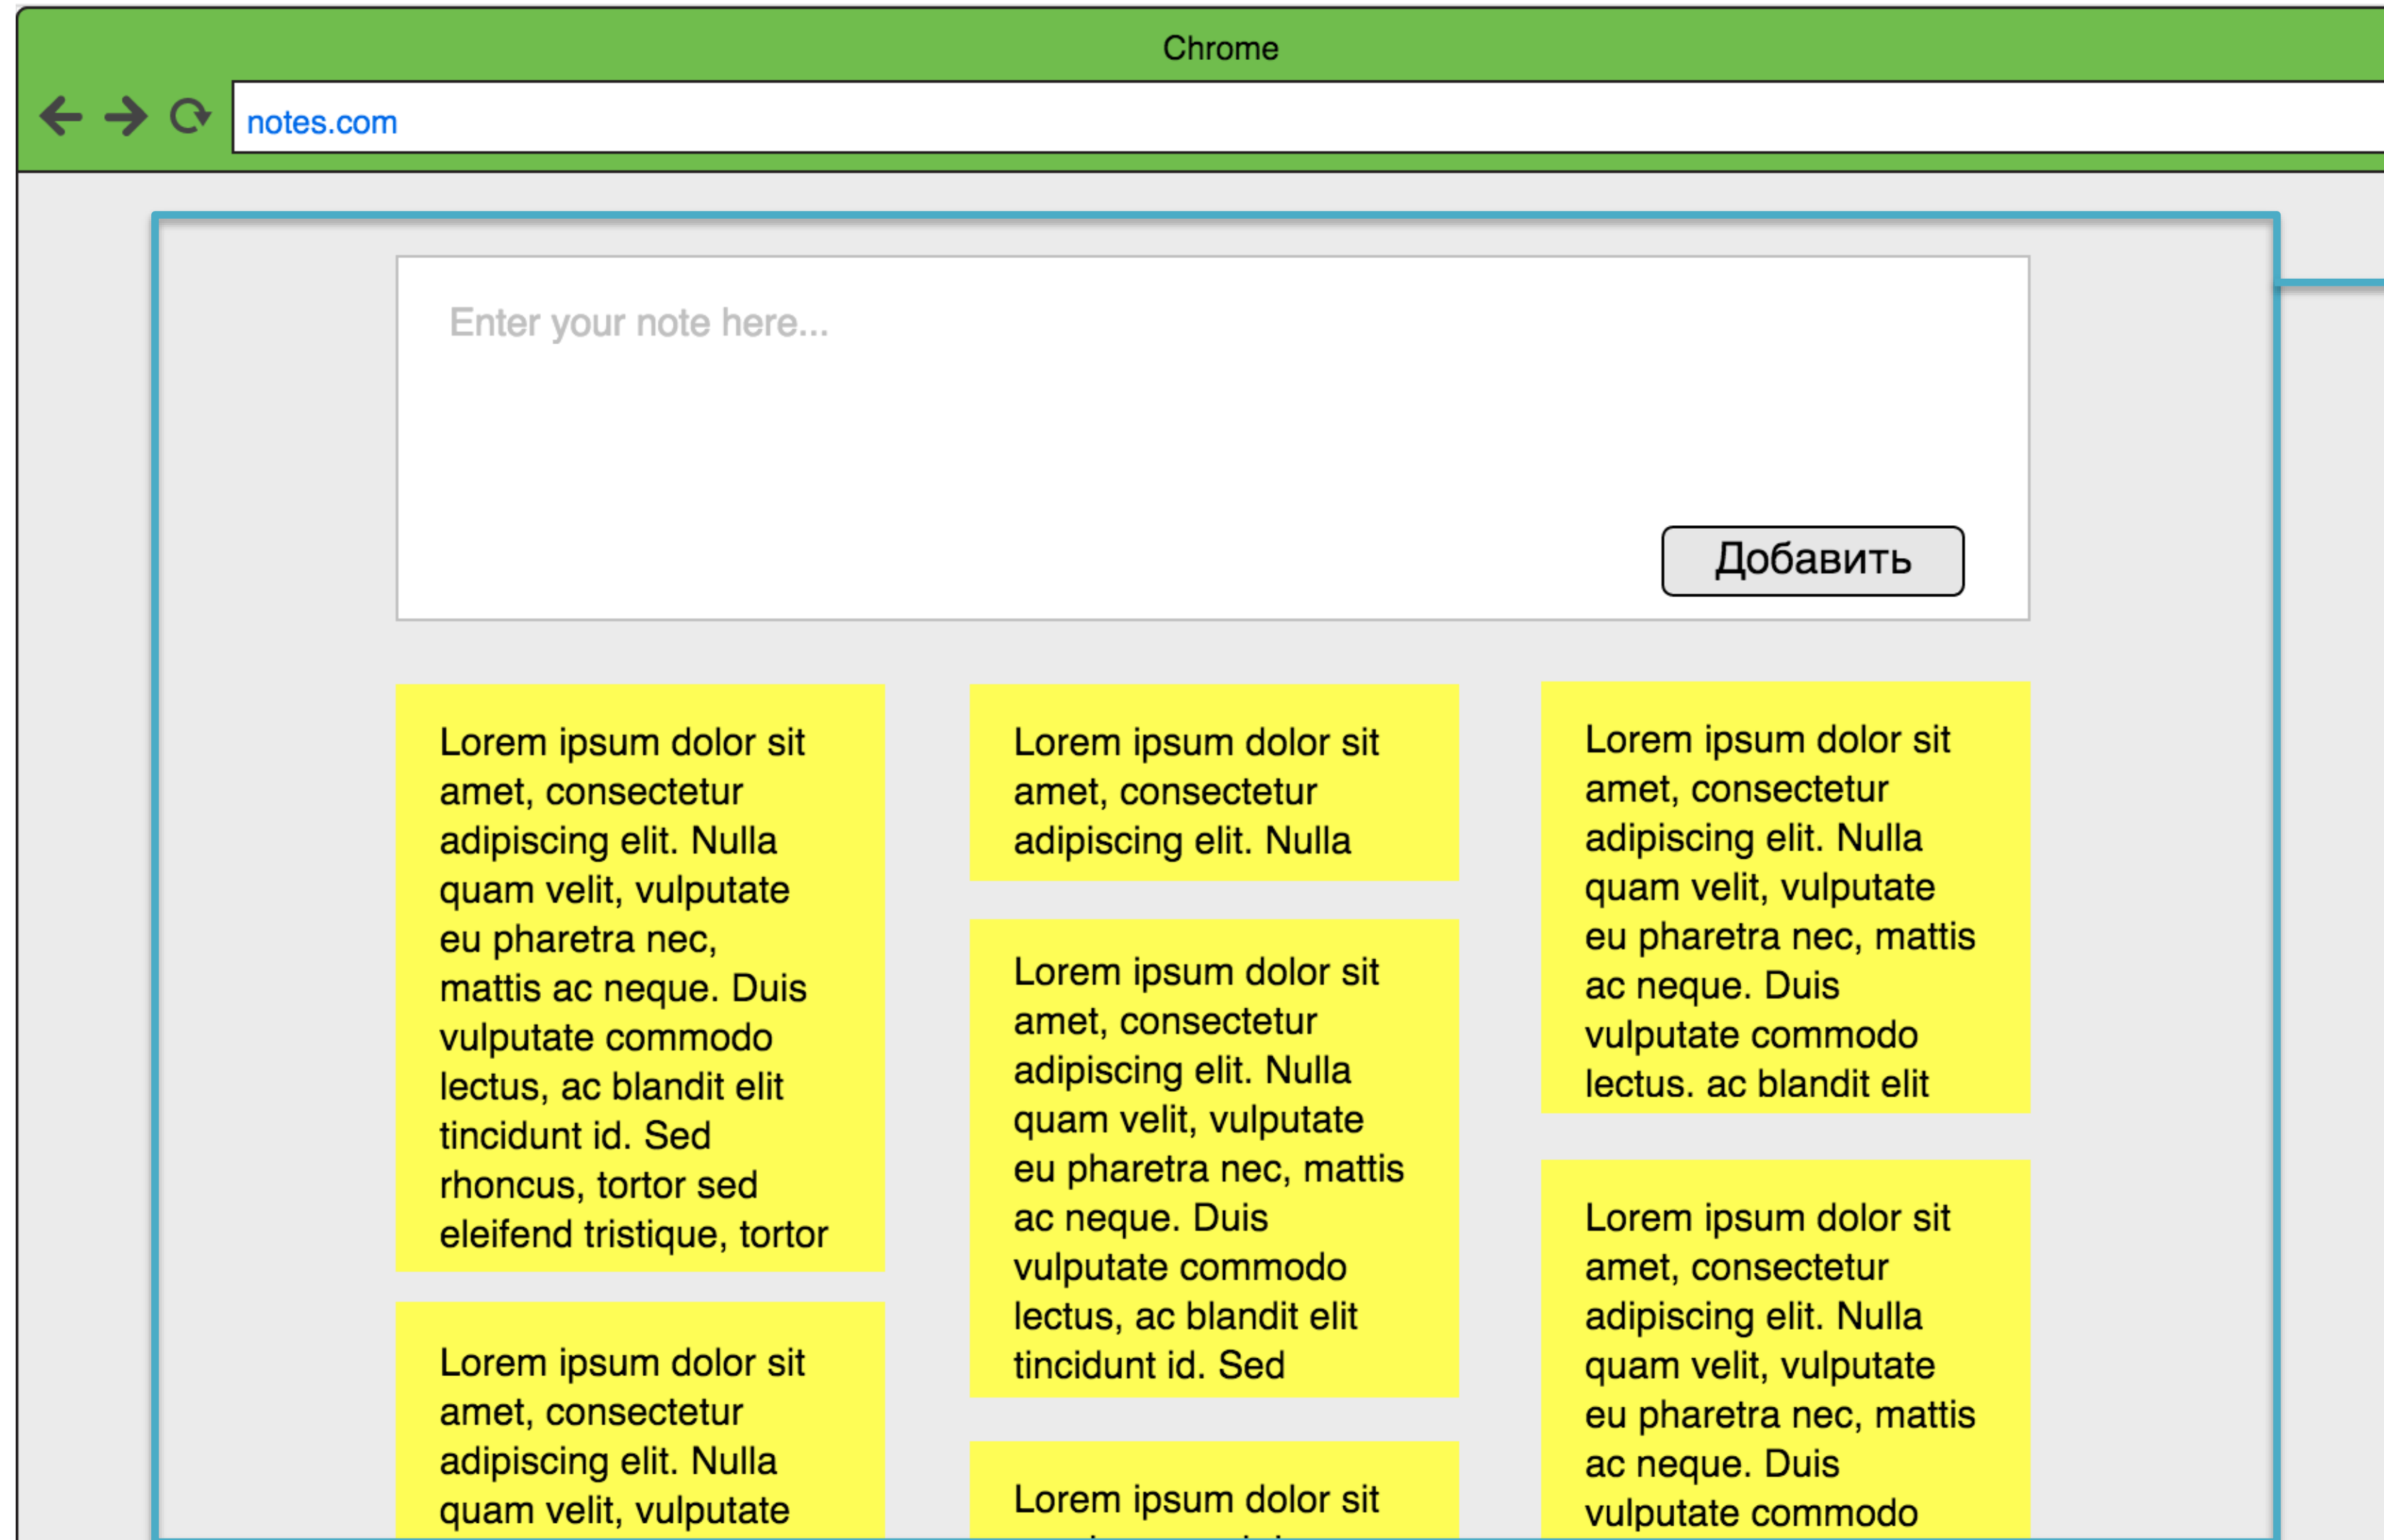 Chrome
notes.com
Enter your note here...
Добавить
Lorem ipsum dolor sit
amet, consectetur
adipiscing elit. Nulla
quam velit, vulputate
eu pharetra nec,
mattis ac neque. Duis
vulputate commodo
lectus, ac blandit elit
tincidunt id. Sed
rhoncus, tortor sed
eleifend tristique, tortor
Lorem ipsum dolor sit
amet, consectetur
adipiscing elit. Nulla
quam velit, vulputate
Lorem ipsum dolor sit
amet, consectetur
adipiscing elit. Nulla
Lorem ipsum dolor sit
amet, consectetur
adipiscing elit. Nulla
quam velit, vulputate
eu pharetra nec, mattis
ac neque. Duis
vulputate commodo
lectus, ac blandit elit
tincidunt id. Sed
Lorem ipsum dolor sit
Lorem ipsum dolor sit
amet, consectetur
adipiscing elit. Nulla
quam velit, vulputate
eu pharetra nec, mattis
ac neque. Duis
vulputate commodo
lectus. ac blandit elit
Lorem ipsum dolor sit
amet, consectetur
adipiscing elit. Nulla
quam velit, vulputate
eu pharetra nec, mattis
ac neque. Duis
vulputate commodo